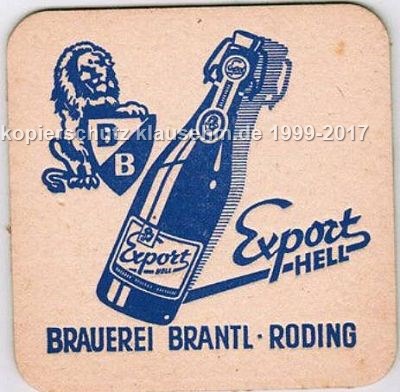 kopierschutz klausehm.de 1999-2017
B
Export
HELL
Export
HELL
BRAUEREI BRANTL · RODING